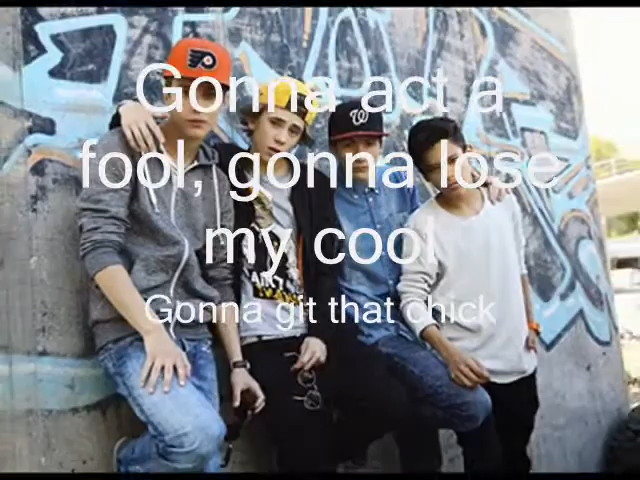 Gonna act a
fool, gonna lose
my cool
Gonna git that chick
W